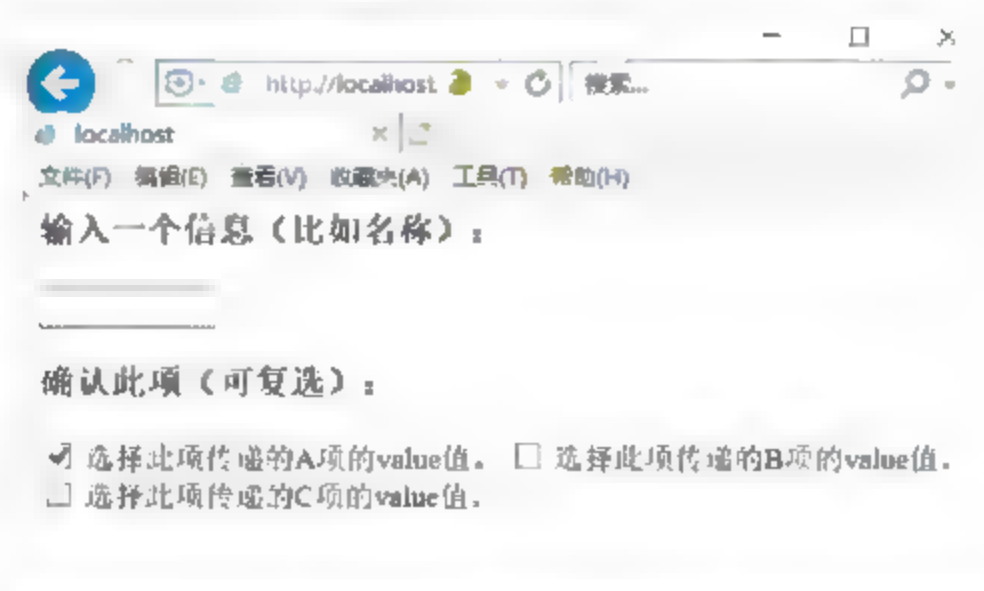 http://localhost 搜索...
localhost
文件(F) 编辑(E) 查看(V) 收藏夹(A) 工具(T) 帮助(H)
输入一个信息（比如名称）：
确认此项（可复选）：
选择此项传递的A项的value值。 选择此项传递的B项的value值。
选择此项传递的C项的value值。